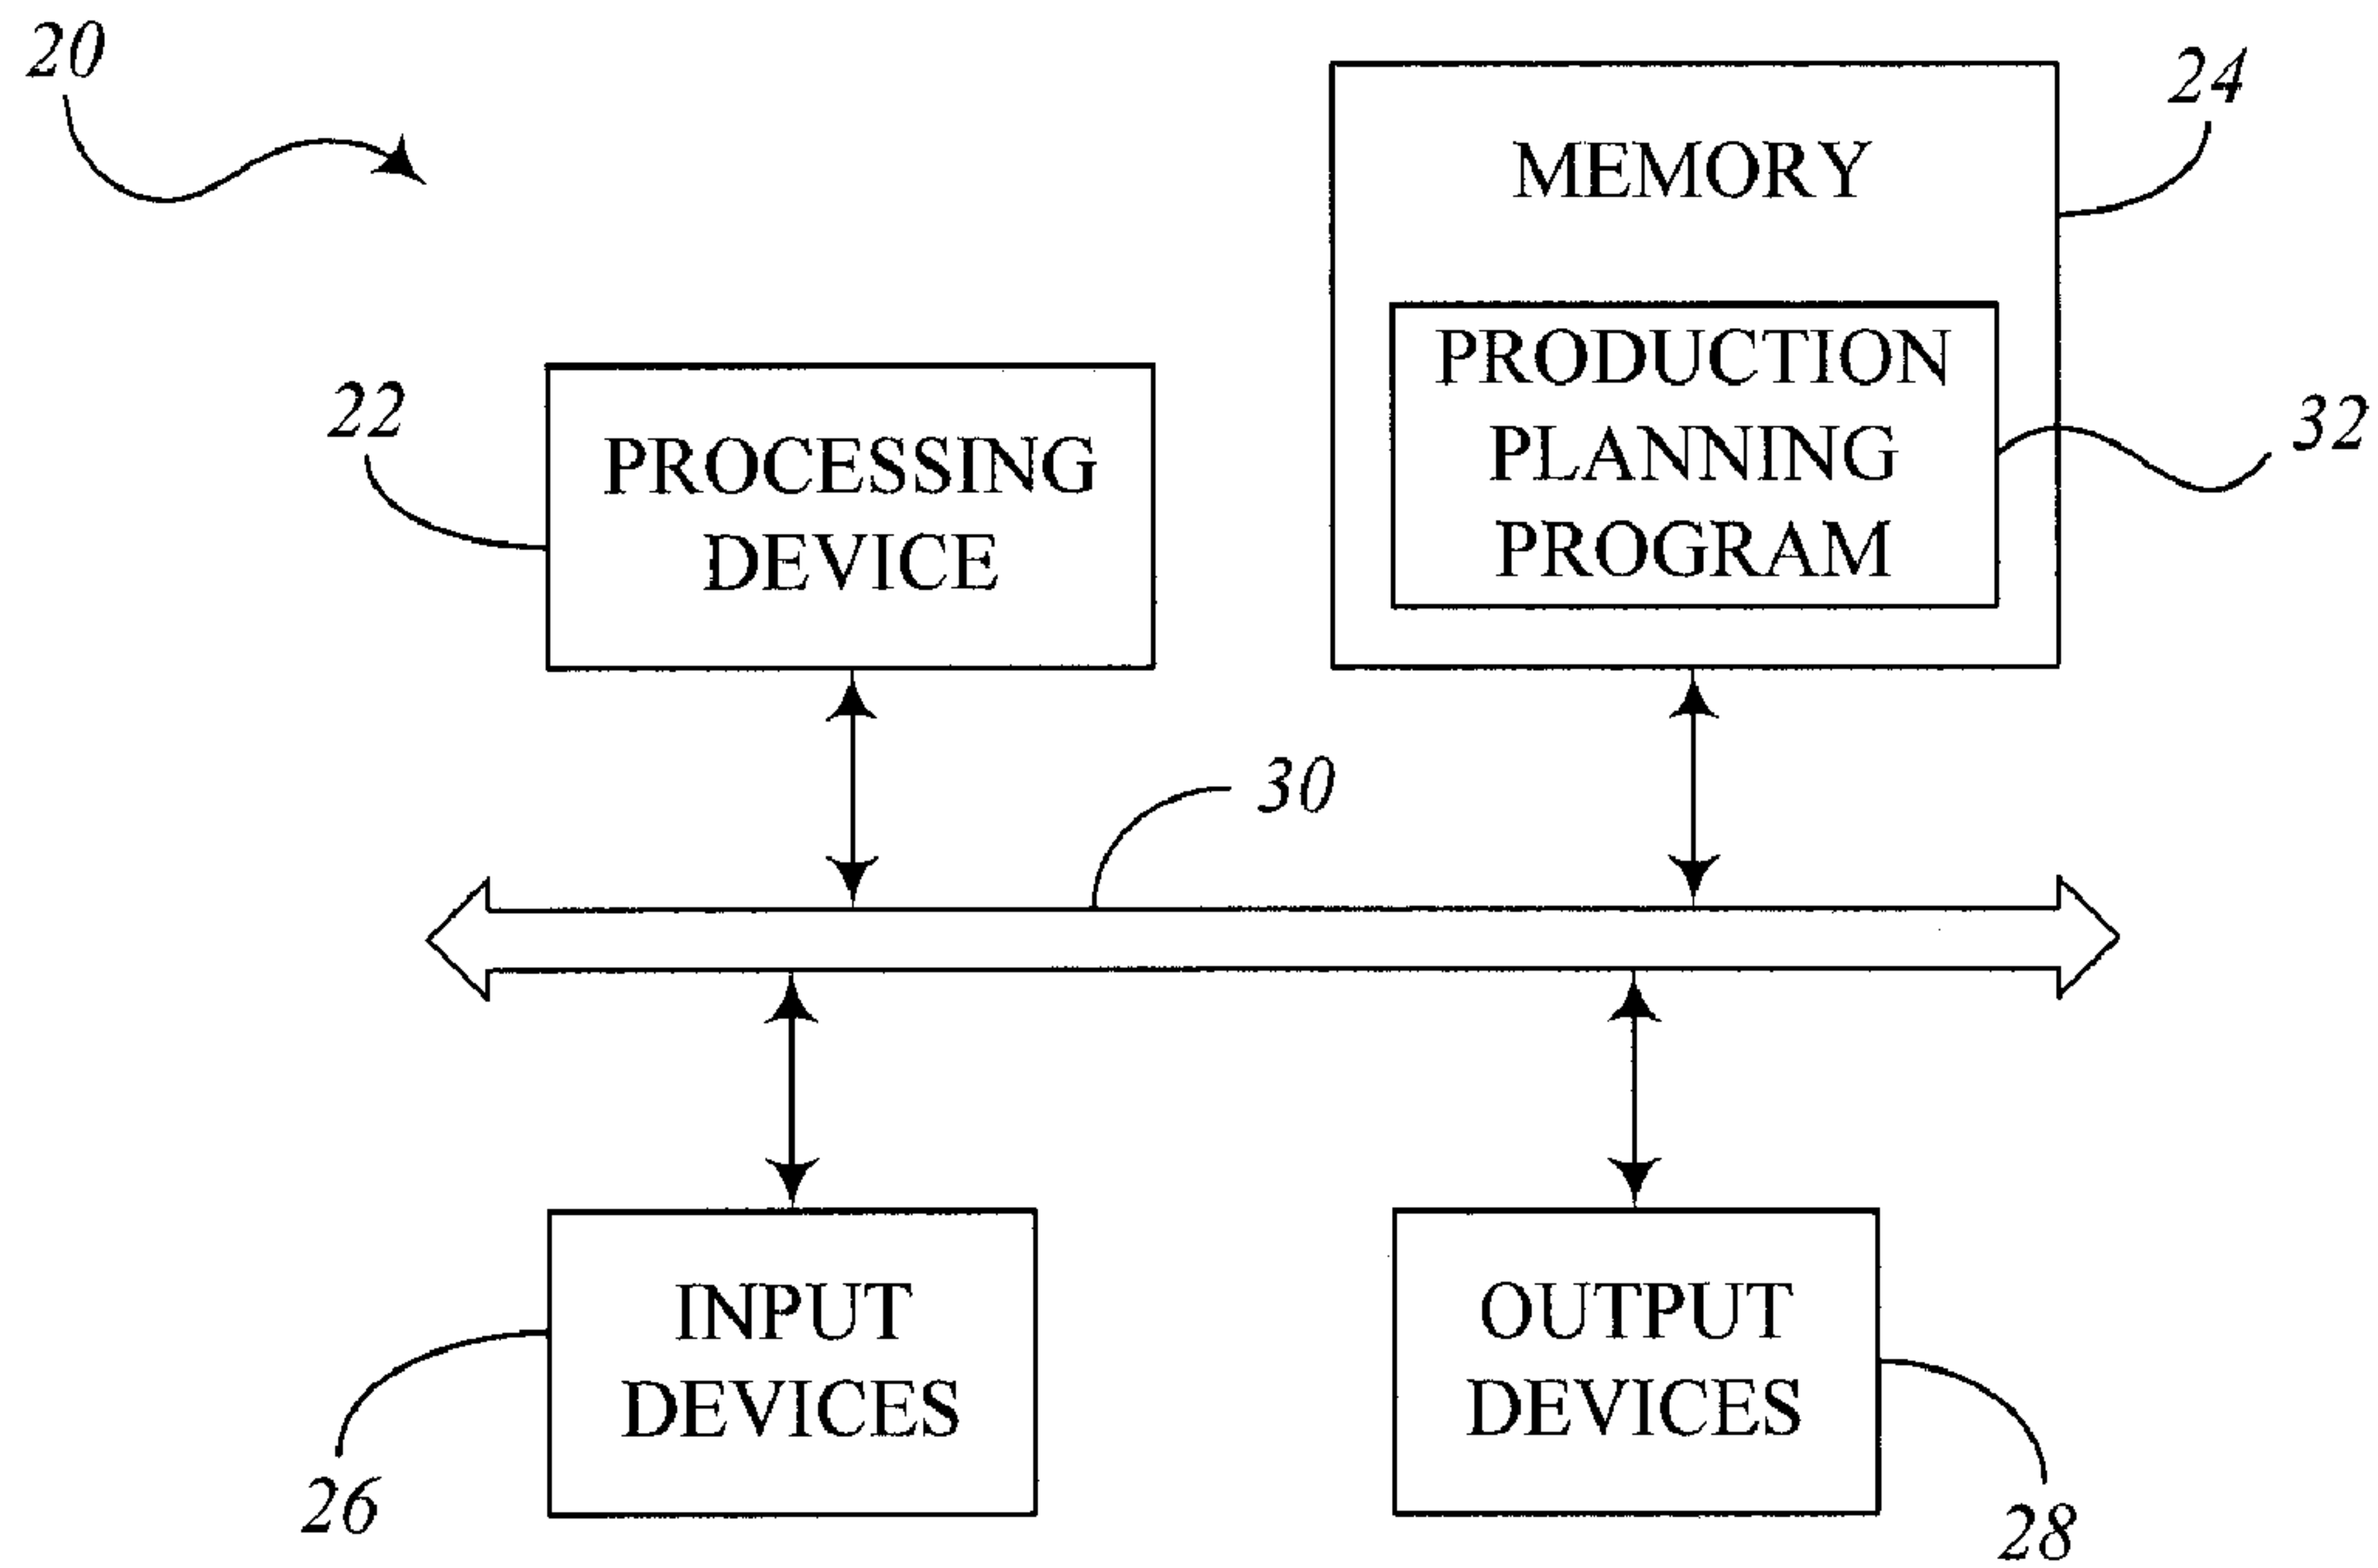 20
24
MEMORY
22
PROCESSING
DEVICE
PRODUCTION
PLANNING
PROGRAM
32
30
INPUT
DEVICES
26
OUTPUT
DEVICES
28